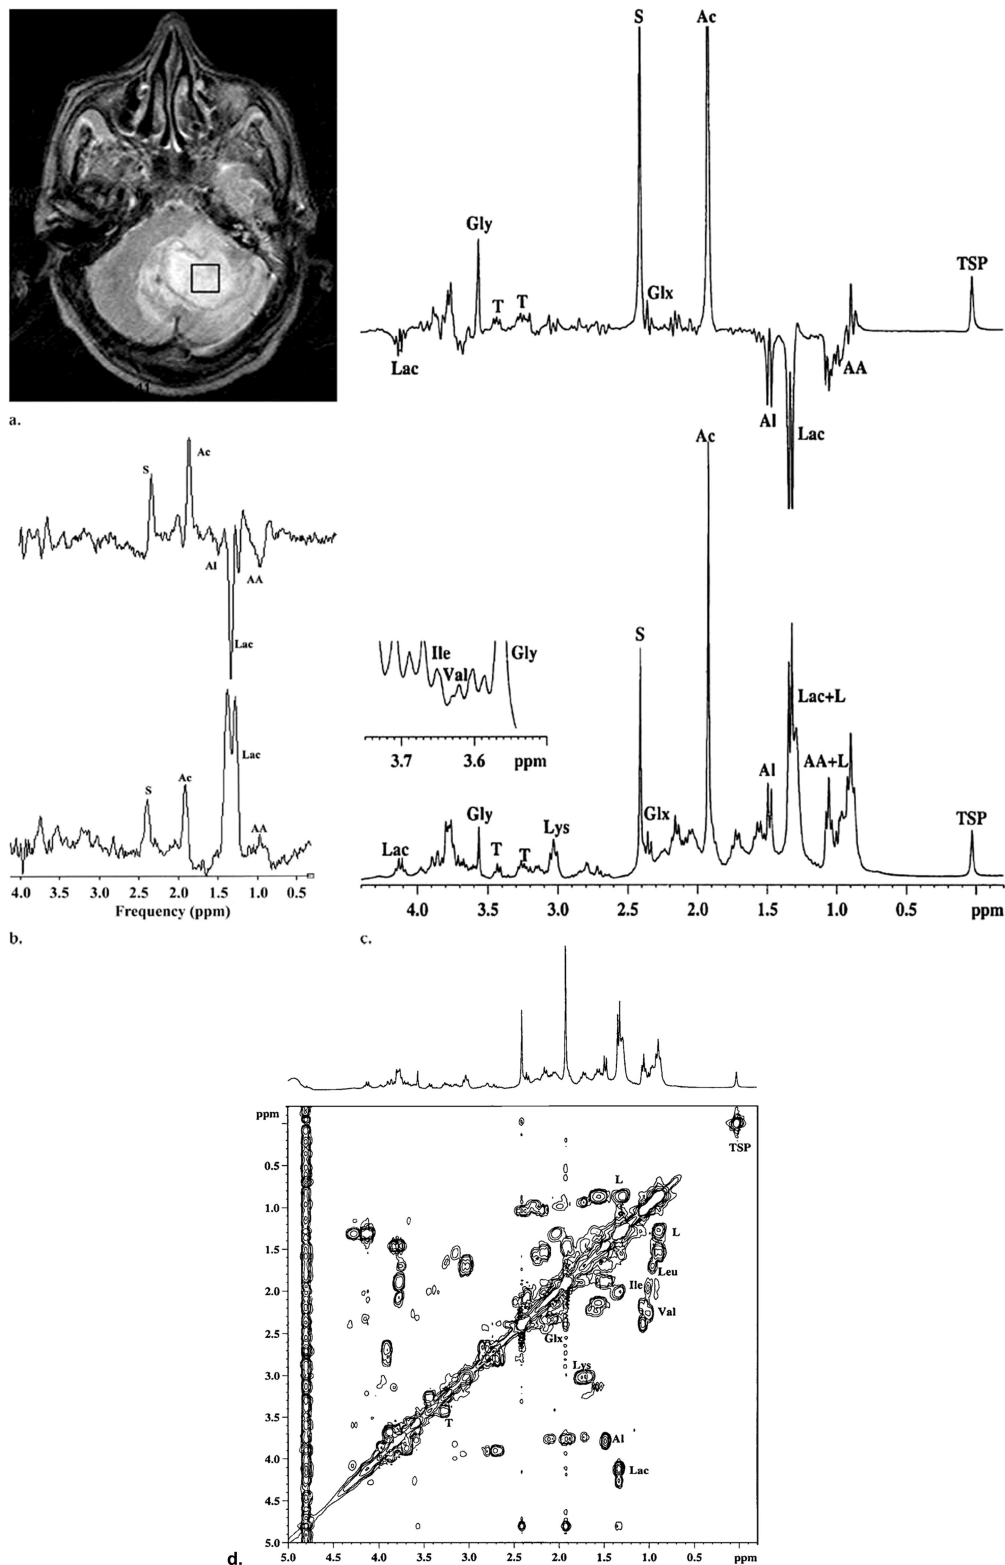 a.
S
Ac
Gly
T
T
Glx
TSP
Lac
Al
Lac
AA
S
Ac
Al
AA
Lac
Lac
S
Ac
AA
4.0 3.5 3.0 2.5 2.0 1.5 1.0 0.5
Frequency (ppm)
b.
Ac
S
Ile
Val
Gly
3.7 3.6 ppm
Lac+L
Al
AA+L
Glx
TSP
Gly
Lys
Lac
T
T
4.0 3.5 3.0 2.5 2.0 1.5 1.0 0.5 ppm
c.
ppm
TSP
0.5
L
1.0
L
1.5
Leu
2.0
Ile
Val
2.5
Glx
3.0
Lys
3.5
T
Al
4.0
Lac
4.5
5.0
5.0 4.5 4.0 3.5 3.0 2.5 2.0 1.5 1.0 0.5 ppm
d.